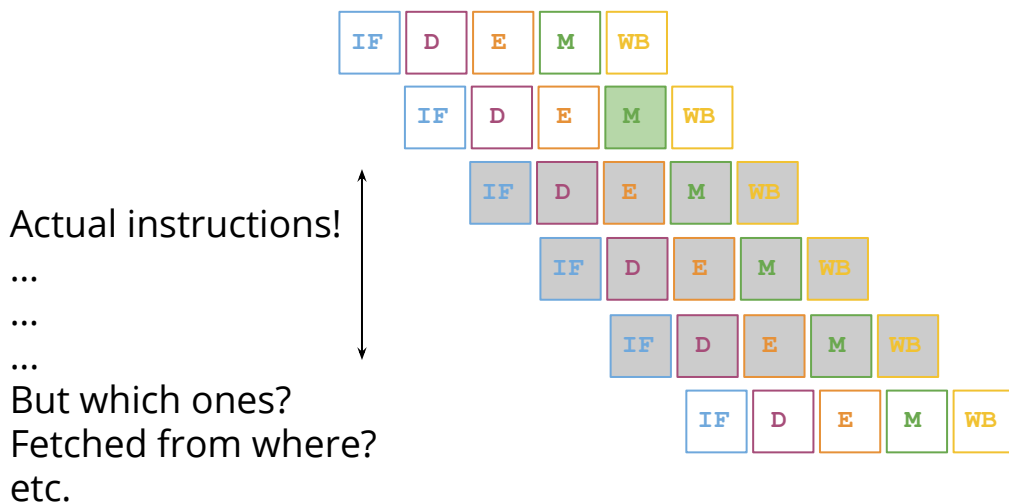 IF D E M WB
IF D E M WB
IF D E M WB
Actual instructions!
...
IF D E M WB
...
...
IF D E M WB
But which ones?
IF D E M WB
Fetched from where?
etc.